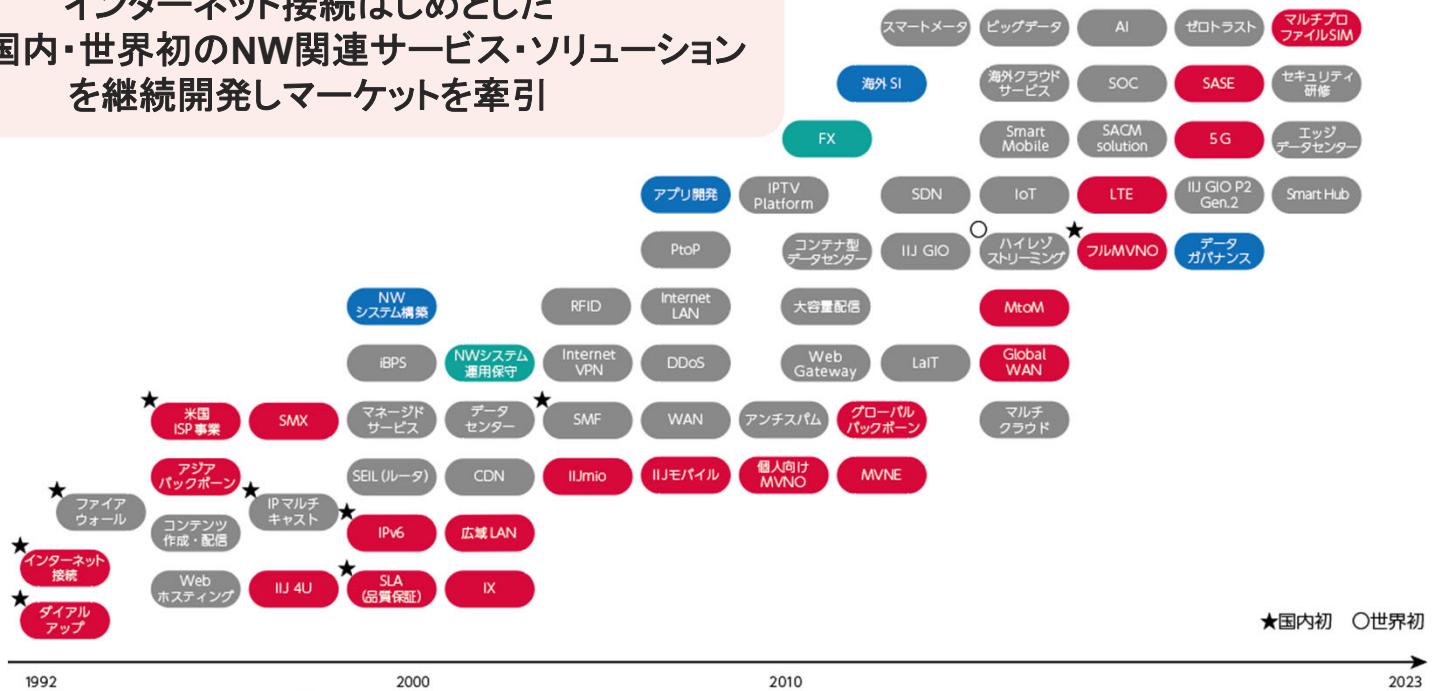 インターネット接続はじめとした
国内・世界初のNW関連サービス・ソリューション
を継続開発しマーケットを牽引
スマートメータ
ビッグデータ
AI
ゼロトラスト
マルチプロ
ファイルSIM
海外 SI
海外クラウド
サービス
SOC
SASE
セキュリティ
研修
FX
Smart
Mobile
SACM
solution
5G
エッジ
データセンター
アプリ開発
IPTV
Platform
SDN
IoT
LTE
IIJ GIO P2
Gen.2
Smart Hub
PtoP
コンテナ型
データセンター
IIJ GIO
○
ハイレゾ
ストリーミング
★
フルMVNO
データ
ガバナンス
NW
システム構築
RFID
Internet
LAN
大容量配信
MtoM
iBPS
NWシステム
運用保守
Internet
VPN
DDoS
Web
Gateway
LaIT
Global
WAN
★
米国
ISP事業
SMX
マネージド
サービス
データ
センター
★
SMF
WAN
アンチスパム
グローバル
バックボーン
マルチ
クラウド
アジア
バックボーン
SEIL (ルータ)
CDN
IIJmio
IIJモバイル
個人向け
MVNO
MVNE
★
ファイア
ウォール
コンテンツ
作成・配信
★
IPマルチ
キャスト
★
IPv6
広域LAN
★
インターネット
接続
Web
ホスティング
IIJ 4U
★
SLA
(品質保証)
IX
★
ダイアル
アップ
★国内初 ○世界初
1992
2000
2010
2023